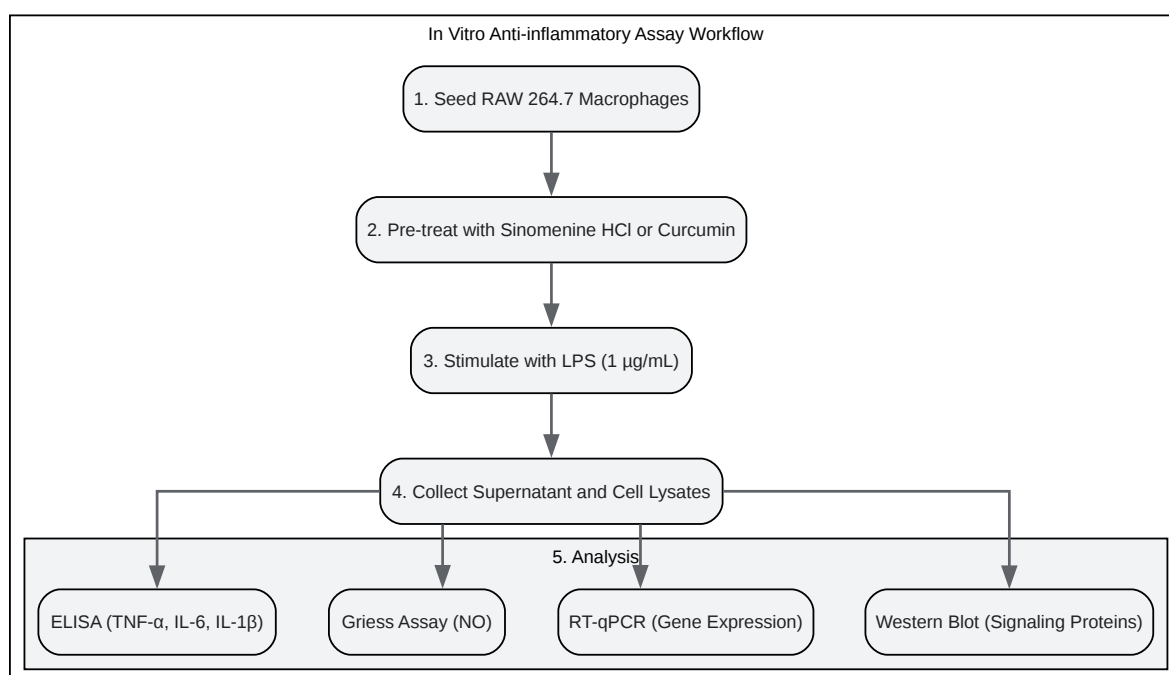 In Vitro Anti-inflammatory Assay Workflow
1. Seed RAW 264.7 Macrophages
2. Pre-treat with Sinomenine HCl or Curcumin
3. Stimulate with LPS (1 µg/mL)
4. Collect Supernatant and Cell Lysates
5. Analysis
ELISA (TNF-α, IL-6, IL-1β)
Griess Assay (NO)
RT-qPCR (Gene Expression)
Western Blot (Signaling Proteins)